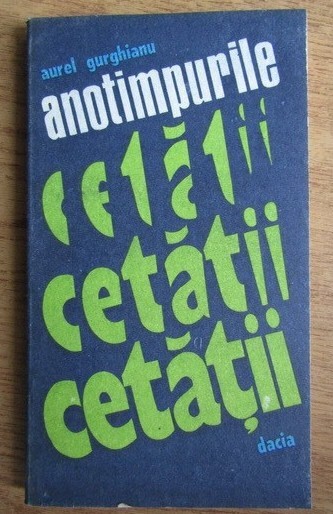 aurel gurghianu
anotimpurile
cetății
cetății
cetății
dacia